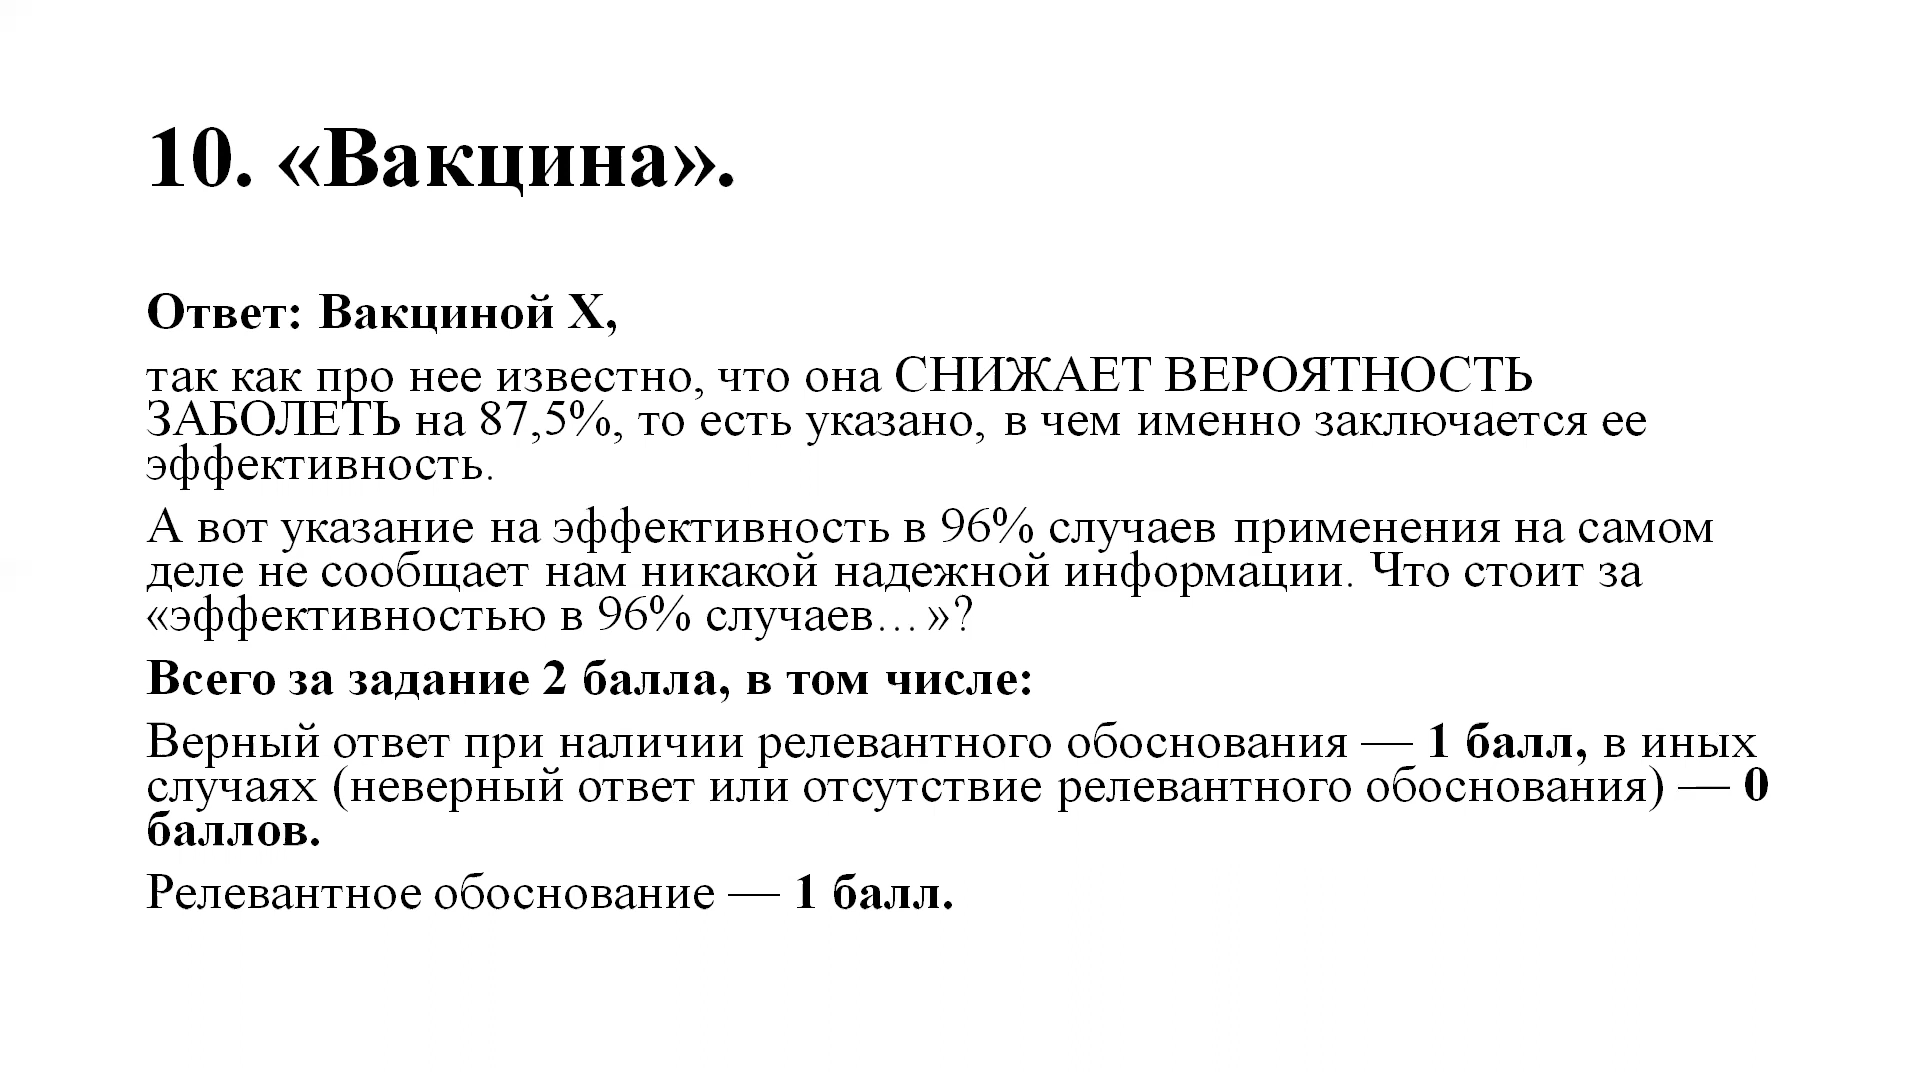 10. «Вакцина».
Ответ: Вакциной X,
так как про нее известно, что она СНИЖАЕТ ВЕРОЯТНОСТЬ
ЗАБОЛЕТЬ на 87,5%, то есть указано, в чем именно заключается ее
эффективность.
А вот указание на эффективность в 96% случаев применения на самом
деле не сообщает нам никакой надежной информации. Что стоит за
«эффективностью в 96% случаев…»?
Всего за задание 2 балла, в том числе:
Верный ответ при наличии релевантного обоснования — 1 балл, в иных
случаях (неверный ответ или отсутствие релевантного обоснования) — 0
баллов.
Релевантное обоснование — 1 балл.